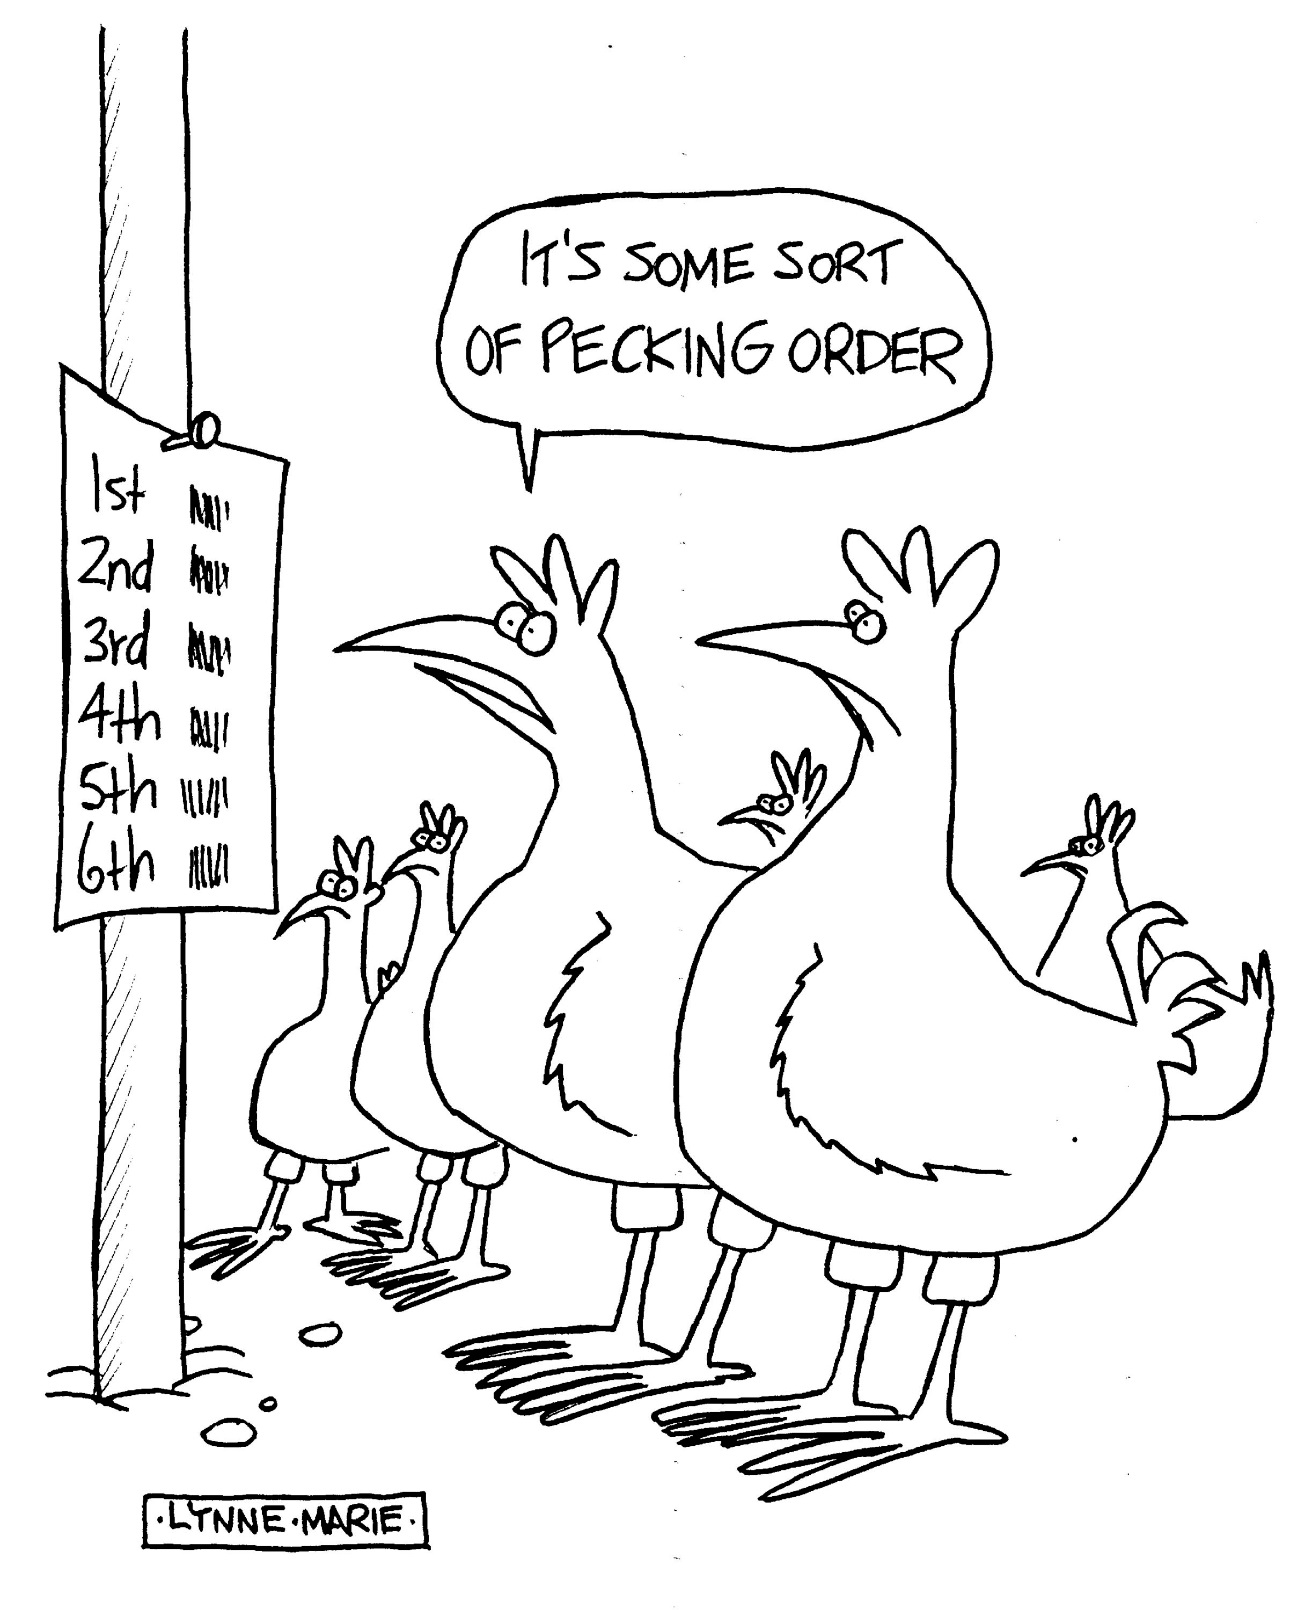 IT'S SOME SORT
OF PECKING ORDER
1st
2nd
3rd
4th
5th
6th
·LYNNE·MARIE·